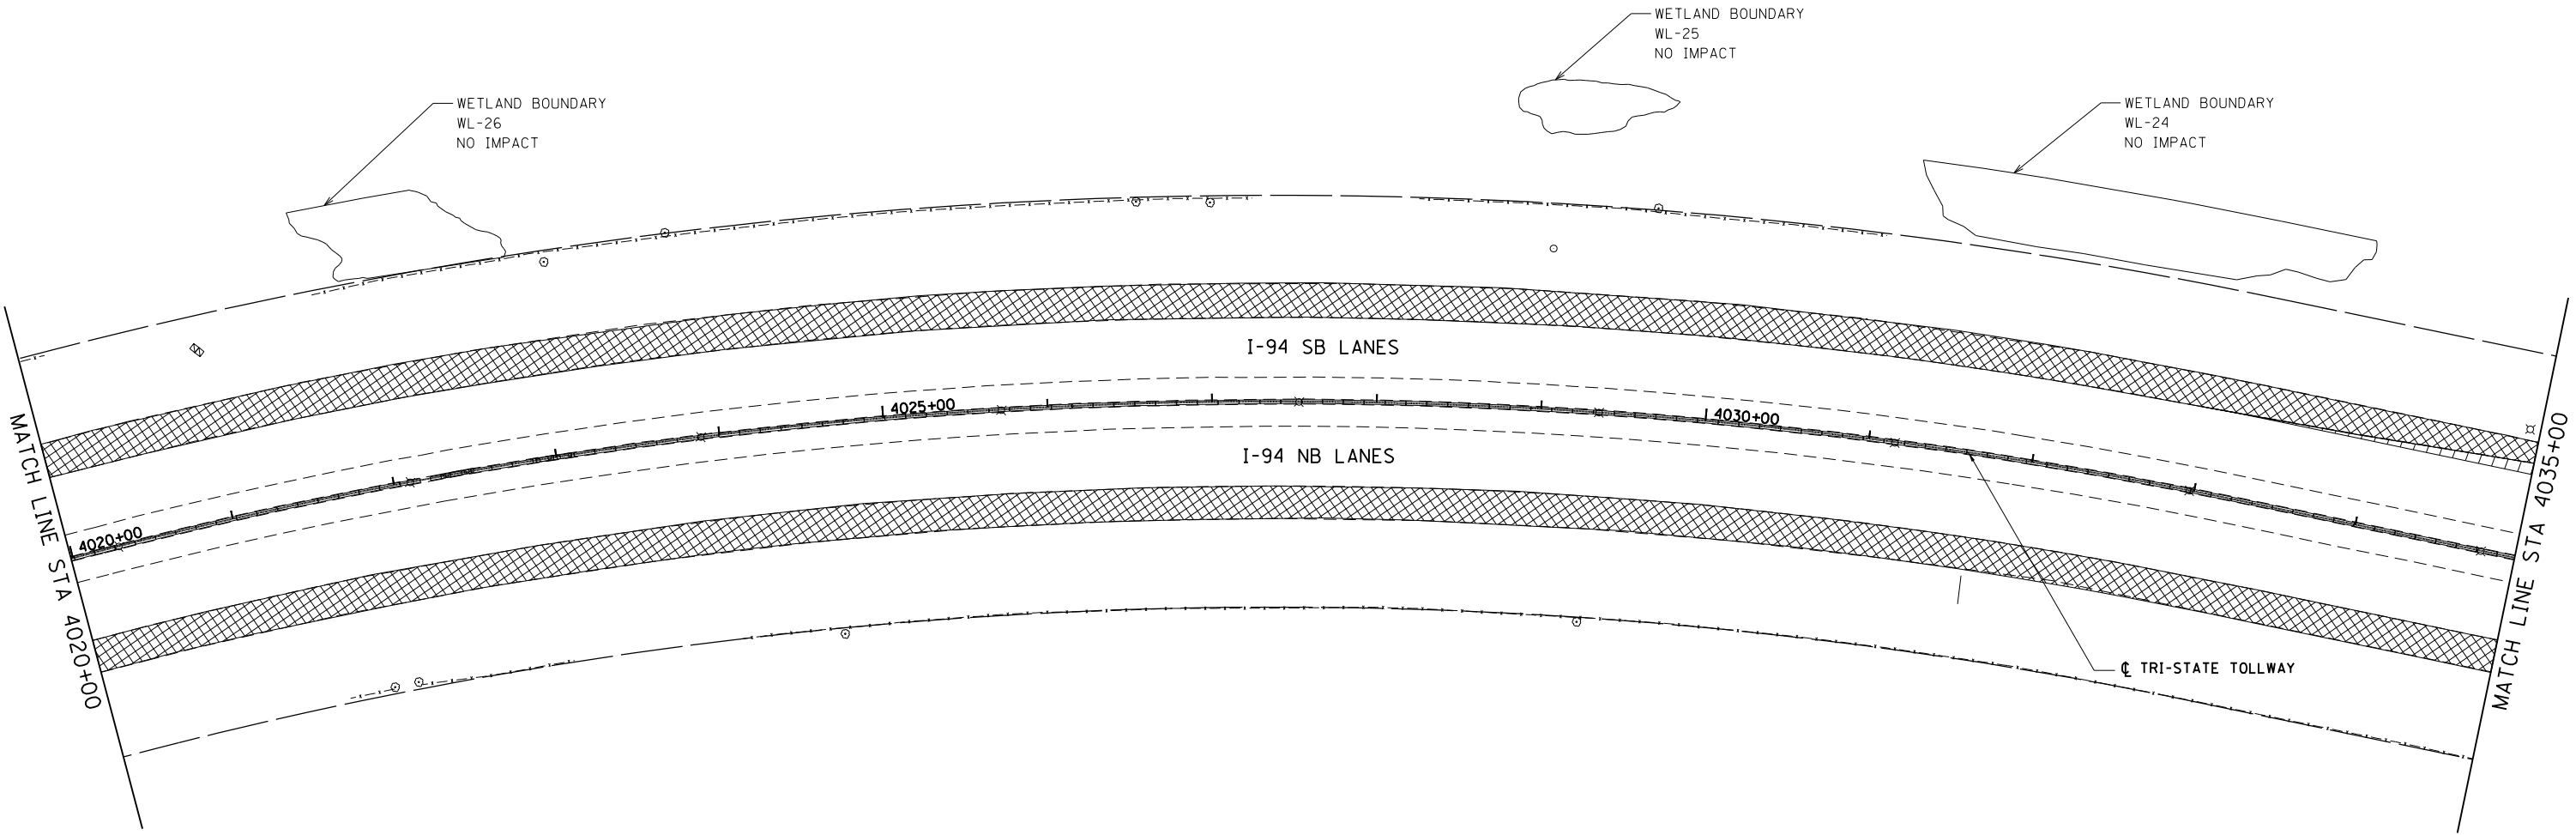 WETLAND BOUNDARY
WL-25
NO IMPACT
WETLAND BOUNDARY
WL-26
NO IMPACT
WETLAND BOUNDARY
WL-24
NO IMPACT
I-94 SB LANES
4025+00
4030+00
I-94 NB LANES
4020+00
MATCH LINE STA 4020+00
MATCH LINE STA 4035+00
℄ TRI-STATE TOLLWAY